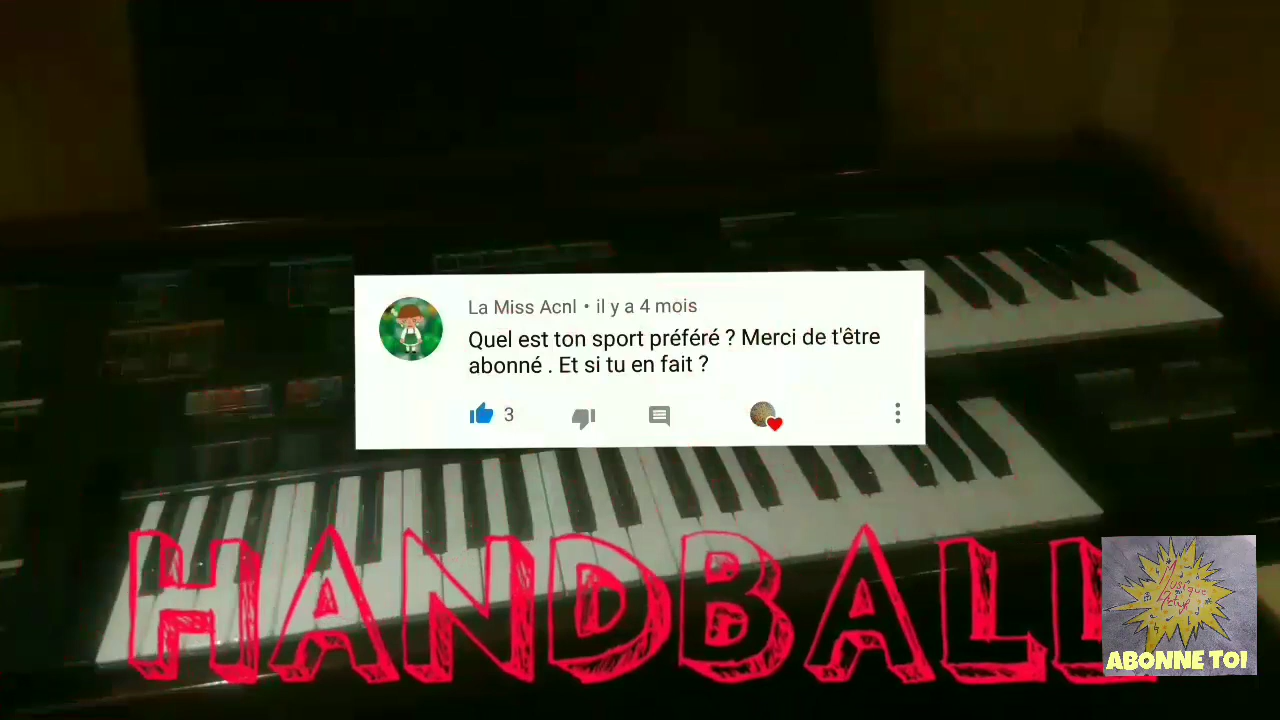 La Miss Acnl • il y a 4 mois
Quel est ton sport préféré ? Merci de t'être
abonné . Et si tu en fait ?
3
HANDBALL
Musique
ABONNE TOI